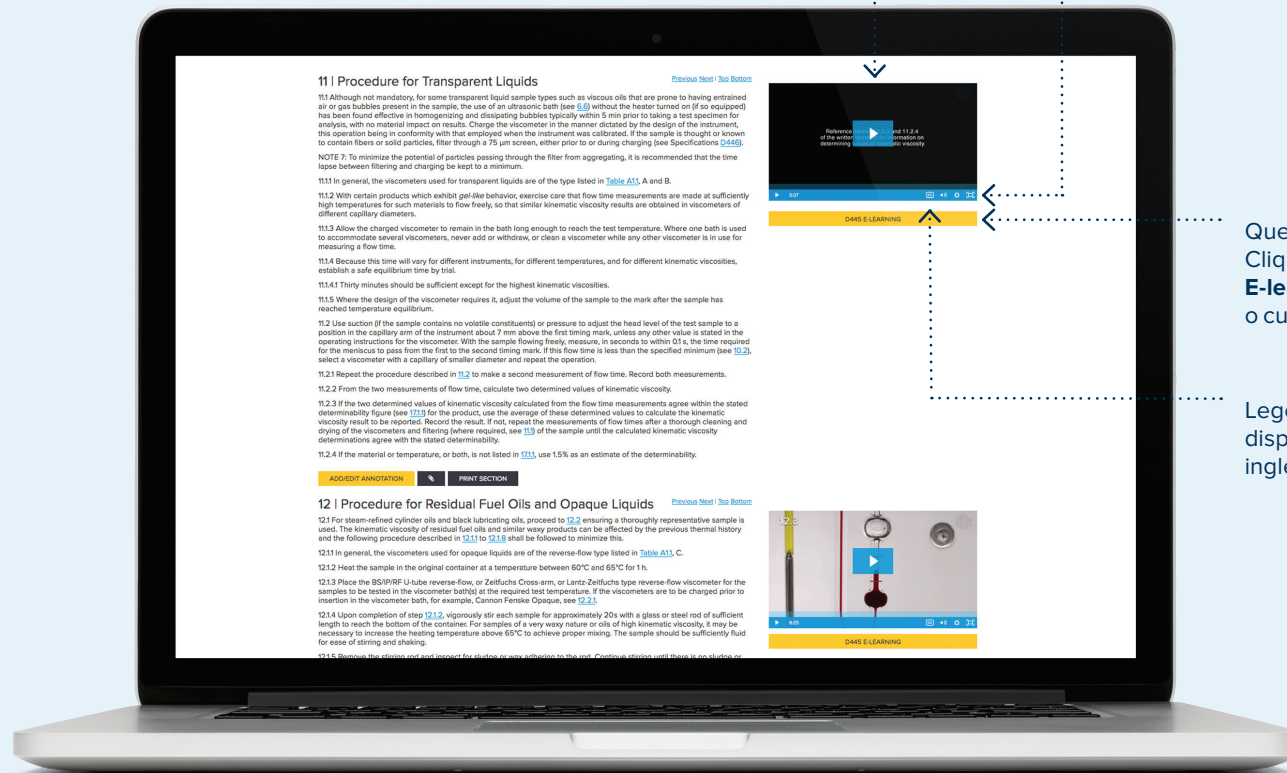 11 | Procedure for Transparent Liquids
Previous Next | Top Bottom
11.1 Although not mandatory, for some transparent liquid sample types such as viscous oils that are prone to having entrained
air or gas bubbles present in the sample, the use of an ultrasonic bath (see 6.6) without the heater turned on (if so equipped)
has been found effective in homogenizing and dissipating bubbles typically within 5 min prior to taking a test specimen for
analysis, with no material impact on results. Charge the viscometer in the manner dictated by the design of the instrument,
this operation being in conformity with that employed when the instrument was calibrated. If the sample is thought or known
to contain fibers or solid particles, filter through a 75 µm screen, either prior to or during charging (see Specifications D446).
NOTE 7: To minimize the potential of particles passing through the filter from aggregating, it is recommended that the time
lapse between filtering and charging be kept to a minimum.
11.1.1 In general, the viscometers used for transparent liquids are of the type listed in Table A1.1, A and B.
11.1.2 With certain products which exhibit gel-like behavior, exercise care that flow time measurements are made at sufficiently
high temperatures for such materials to flow freely, so that similar kinematic viscosity results are obtained in viscometers of
different capillary diameters.
11.1.3 Allow the charged viscometer to remain in the bath long enough to reach the test temperature. Where one bath is used
to accommodate several viscometers, never add or withdraw, or clean a viscometer while any other viscometer is in use for
measuring a flow time.
11.1.4 Because this time will vary for different instruments, for different temperatures, and for different kinematic viscosities,
establish a safe equilibrium time by trial.
11.1.4.1 Thirty minutes should be sufficient except for the highest kinematic viscosities.
11.1.5 Where the design of the viscometer requires it, adjust the volume of the sample to the mark after the sample has
reached temperature equilibrium.
11.2 Use suction (if the sample contains no volatile constituents) or pressure to adjust the head level of the test sample to a
position in the capillary arm of the instrument about 7 mm above the first timing mark, unless any other value is stated in the
operating instructions for the viscometer. With the sample flowing freely, measure, in seconds to within 0.1 s, the time required
for the meniscus to pass from the first to the second timing mark. If this flow time is less than the specified minimum (see 10.2),
select a viscometer with a capillary of smaller diameter and repeat the operation.
11.2.1 Repeat the procedure described in 11.2 to make a second measurement of flow time. Record both measurements.
11.2.2 From the two measurements of flow time, calculate two determined values of kinematic viscosity.
11.2.3 If the two determined values of kinematic viscosity calculated from the flow time measurements agree within the stated
determinability figure (see 17.1.1) for the product, use the average of these determined values to calculate the kinematic
viscosity result to be reported. Record the result. If not, repeat the measurements of flow times after a thorough cleaning and
drying of the viscometers and filtering (where required, see 11.1) of the sample until the calculated kinematic viscosity
determinations agree with the stated determinability.
11.2.4 If the material or temperature, or both, is not listed in 17.1.1, use 1.5% as an estimate of the determinability.
ADD/EDIT ANNOTATION
PRINT SECTION
12 | Procedure for Residual Fuel Oils and Opaque Liquids
Previous Next | Top Bottom
12.1 For steam-refined cylinder oils and black lubricating oils, proceed to 12.2 ensuring a thoroughly representative sample is
used. The kinematic viscosity of residual fuel oils and similar waxy products can be affected by the previous thermal history
and the following procedure described in 12.1.1 to 12.1.8 shall be followed to minimize this.
12.1.1 In general, the viscometers used for opaque liquids are of the reverse-flow type listed in Table A1.1, C.
12.1.2 Heat the sample in the original container at a temperature between 60°C and 65°C for 1 h.
12.1.3 Place the BS/IP/RF U-tube reverse-flow, or Zeitfuchs Cross-arm, or Lantz-Zeitfuchs type reverse-flow viscometer for the
samples to be tested in the viscometer bath(s) at the required test temperature. If the viscometers are to be charged prior to
insertion in the viscometer bath, for example, Cannon Fenske Opaque, see 12.2.1.
12.1.4 Upon completion of step 12.1.2, vigorously stir each sample for approximately 20s with a glass or steel rod of sufficient
length to reach the bottom of the container. For samples of a very waxy nature or oils of high kinematic viscosity, it may be
necessary to increase the heating temperature above 65°C to achieve proper mixing. The sample should be sufficiently fluid
for ease of stirring and shaking.
12.1.5 Remove the stirring rod and inspect for sludge or wax adhering to the rod. Continue stirring until there is no sludge or
Reference and 11.2.4
of the written information on
determining kinematic viscosity.
5:07
CC
D445 E-LEARNING
12.3
8:25
CC
D445 E-LEARNING
Que
Cliq
E-le
o cu
Lege
disp
ingl